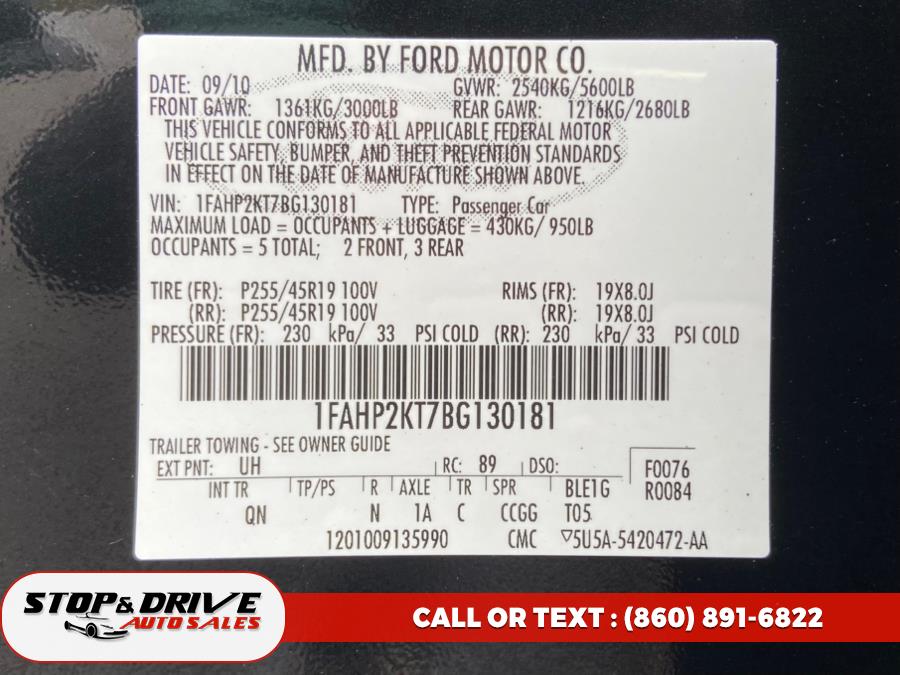 MFD. BY FORD MOTOR CO.
DATE: 09/10 GVWR: 2540KG/5600LB
FRONT GAWR: 1361KG/3000LB REAR GAWR: 1216KG/2680LB
THIS VEHICLE CONFORMS TO ALL APPLICABLE FEDERAL MOTOR
VEHICLE SAFETY, BUMPER, AND THEFT PREVENTION STANDARDS
IN EFFECT ON THE DATE OF MANUFACTURE SHOWN ABOVE.
VIN: 1FAHP2KT7BG130181 TYPE: Passenger Car
MAXIMUM LOAD = OCCUPANTS + LUGGAGE = 430KG/ 950LB
OCCUPANTS = 5 TOTAL; 2 FRONT, 3 REAR
TIRE (FR): P255/45R19 100V RIMS (FR): 19X8.0J
(RR): P255/45R19 100V (RR): 19X8.0J
PRESSURE (FR): 230 kPa/ 33 PSI COLD (RR): 230 kPa/ 33 PSI COLD
1FAHP2KT7BG130181
TRAILER TOWING - SEE OWNER GUIDE
EXT PNT: UH RC: 89 DSO: F0076
INT TR TP/PS R AXLE TR SPR BLE1G R0084
QN N 1A C CCGG T05
1201009135990 CMC ▽5U5A-5420472-AA
STOP & DRIVE
AUTO SALES
CALL OR TEXT : (860) 891-6822